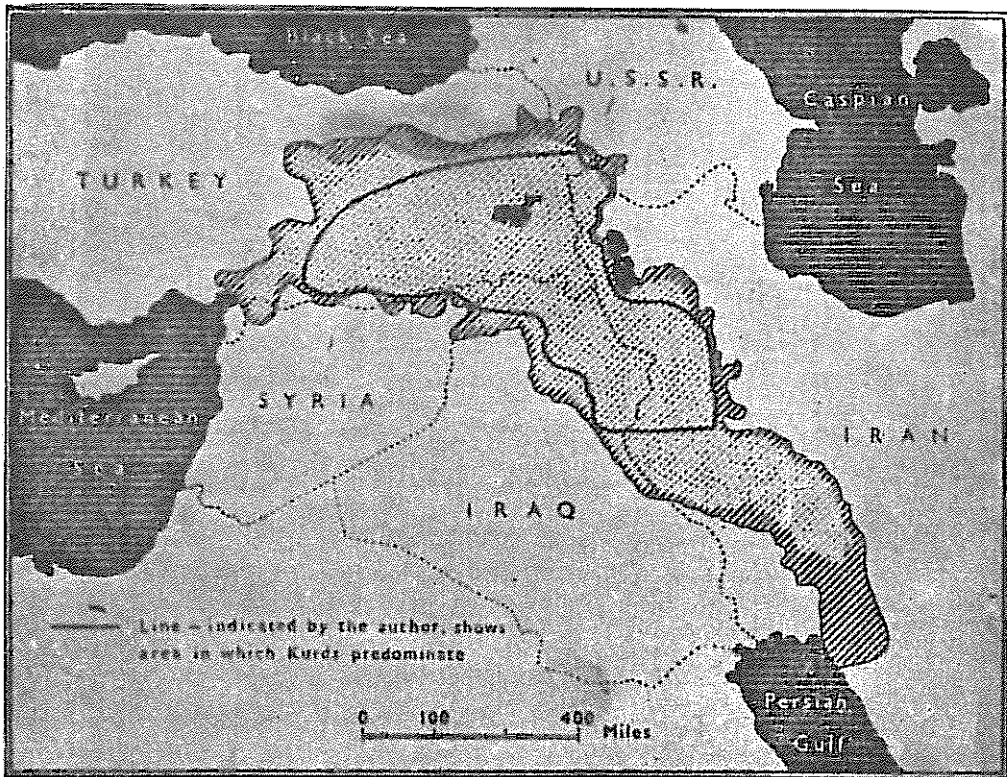 Black Sea
U.S.S.R.
Caspian
Sea
TURKEY
SYRIA
Mediterranean
Sea
IRAN
IRAQ
Line – indicated by the author, shows
area in which Kurds predominate
0 100 400 Miles
Persian
Gulf